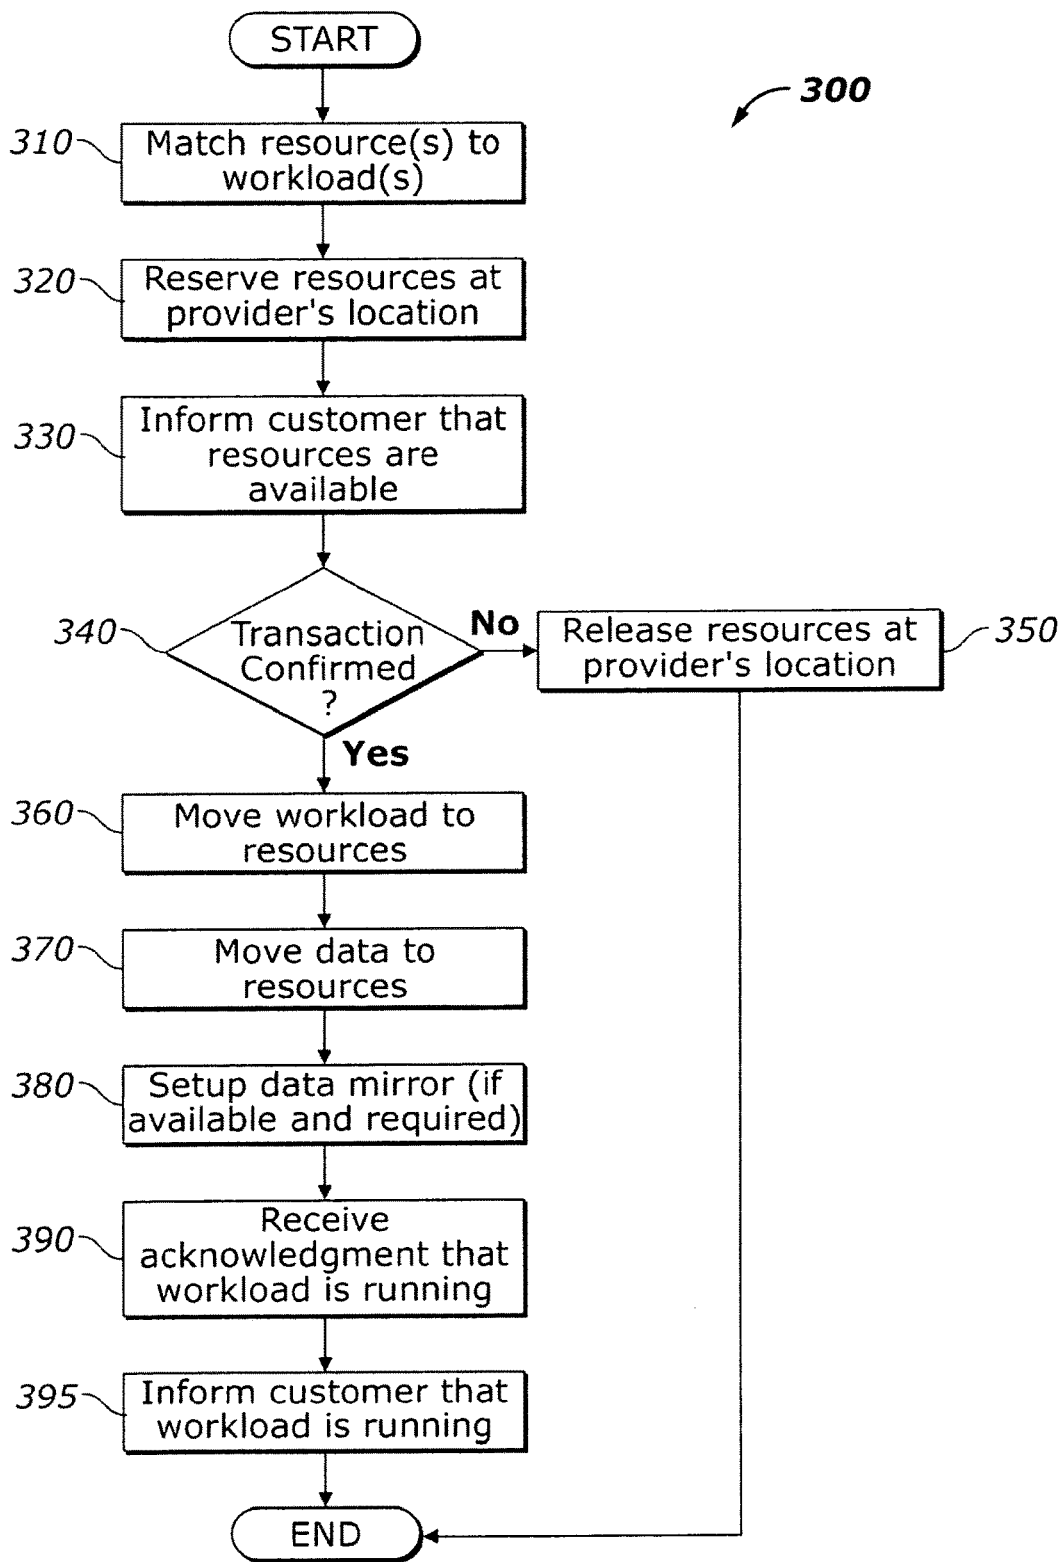 START
300
310
Match resource(s) to
workload(s)
320
Reserve resources at
provider's location
330
Inform customer that
resources are
available
340
Transaction
Confirmed
?
No
Release resources at
provider's location
350
Yes
360
Move workload to
resources
370
Move data to
resources
380
Setup data mirror (if
available and required)
390
Receive
acknowledgment that
workload is running
395
Inform customer that
workload is running
END